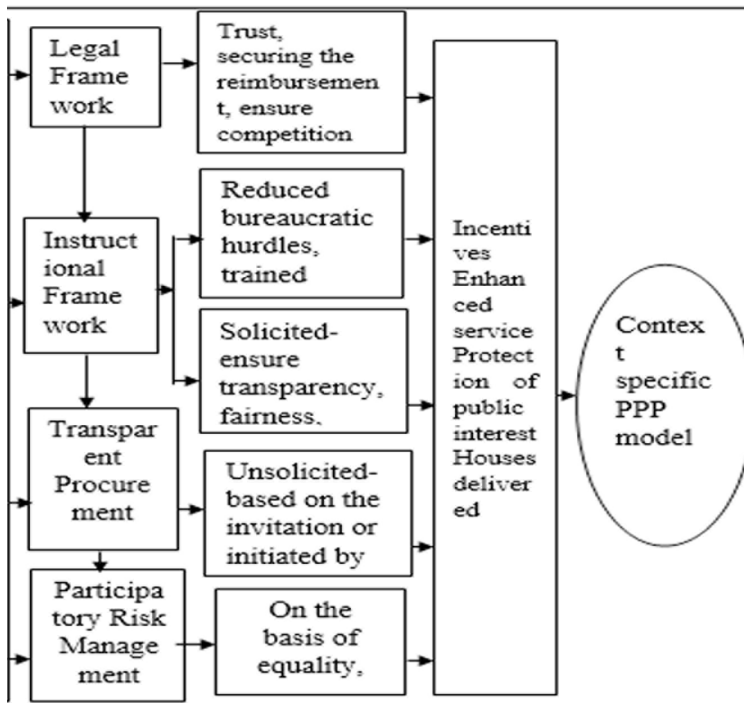 Legal
Frame
work
Trust,
securing the
reimbursemen
t, ensure
competition
Instruct
ional
Frame
work
Reduced
bureaucratic
hurdles,
trained
Solicited-
ensure
transparency,
fairness.
Transpar
ent
Procure
ment
Unsolicited-
based on the
invitation or
initiated by
Participa
tory Risk
Manage
ment
On the
basis of
equality,
Incenti
ves
Enhan
ced
service
Protect
ion of
public
interest
Houses
deliver
ed
Contex
t
specific
PPP
model